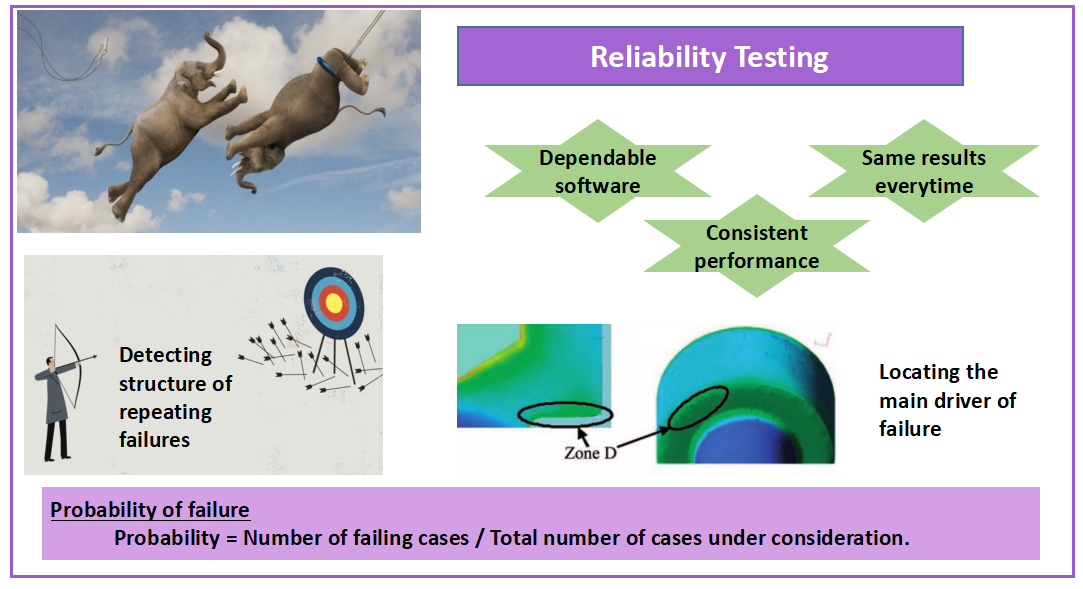 Reliability Testing
Dependable
software
Same results
everytime
Consistent
performance
Detecting
structure of
repeating
failures
Zone D
Locating the
main driver of
failure
Probability of failure
Probability = Number of failing cases / Total number of cases under consideration.